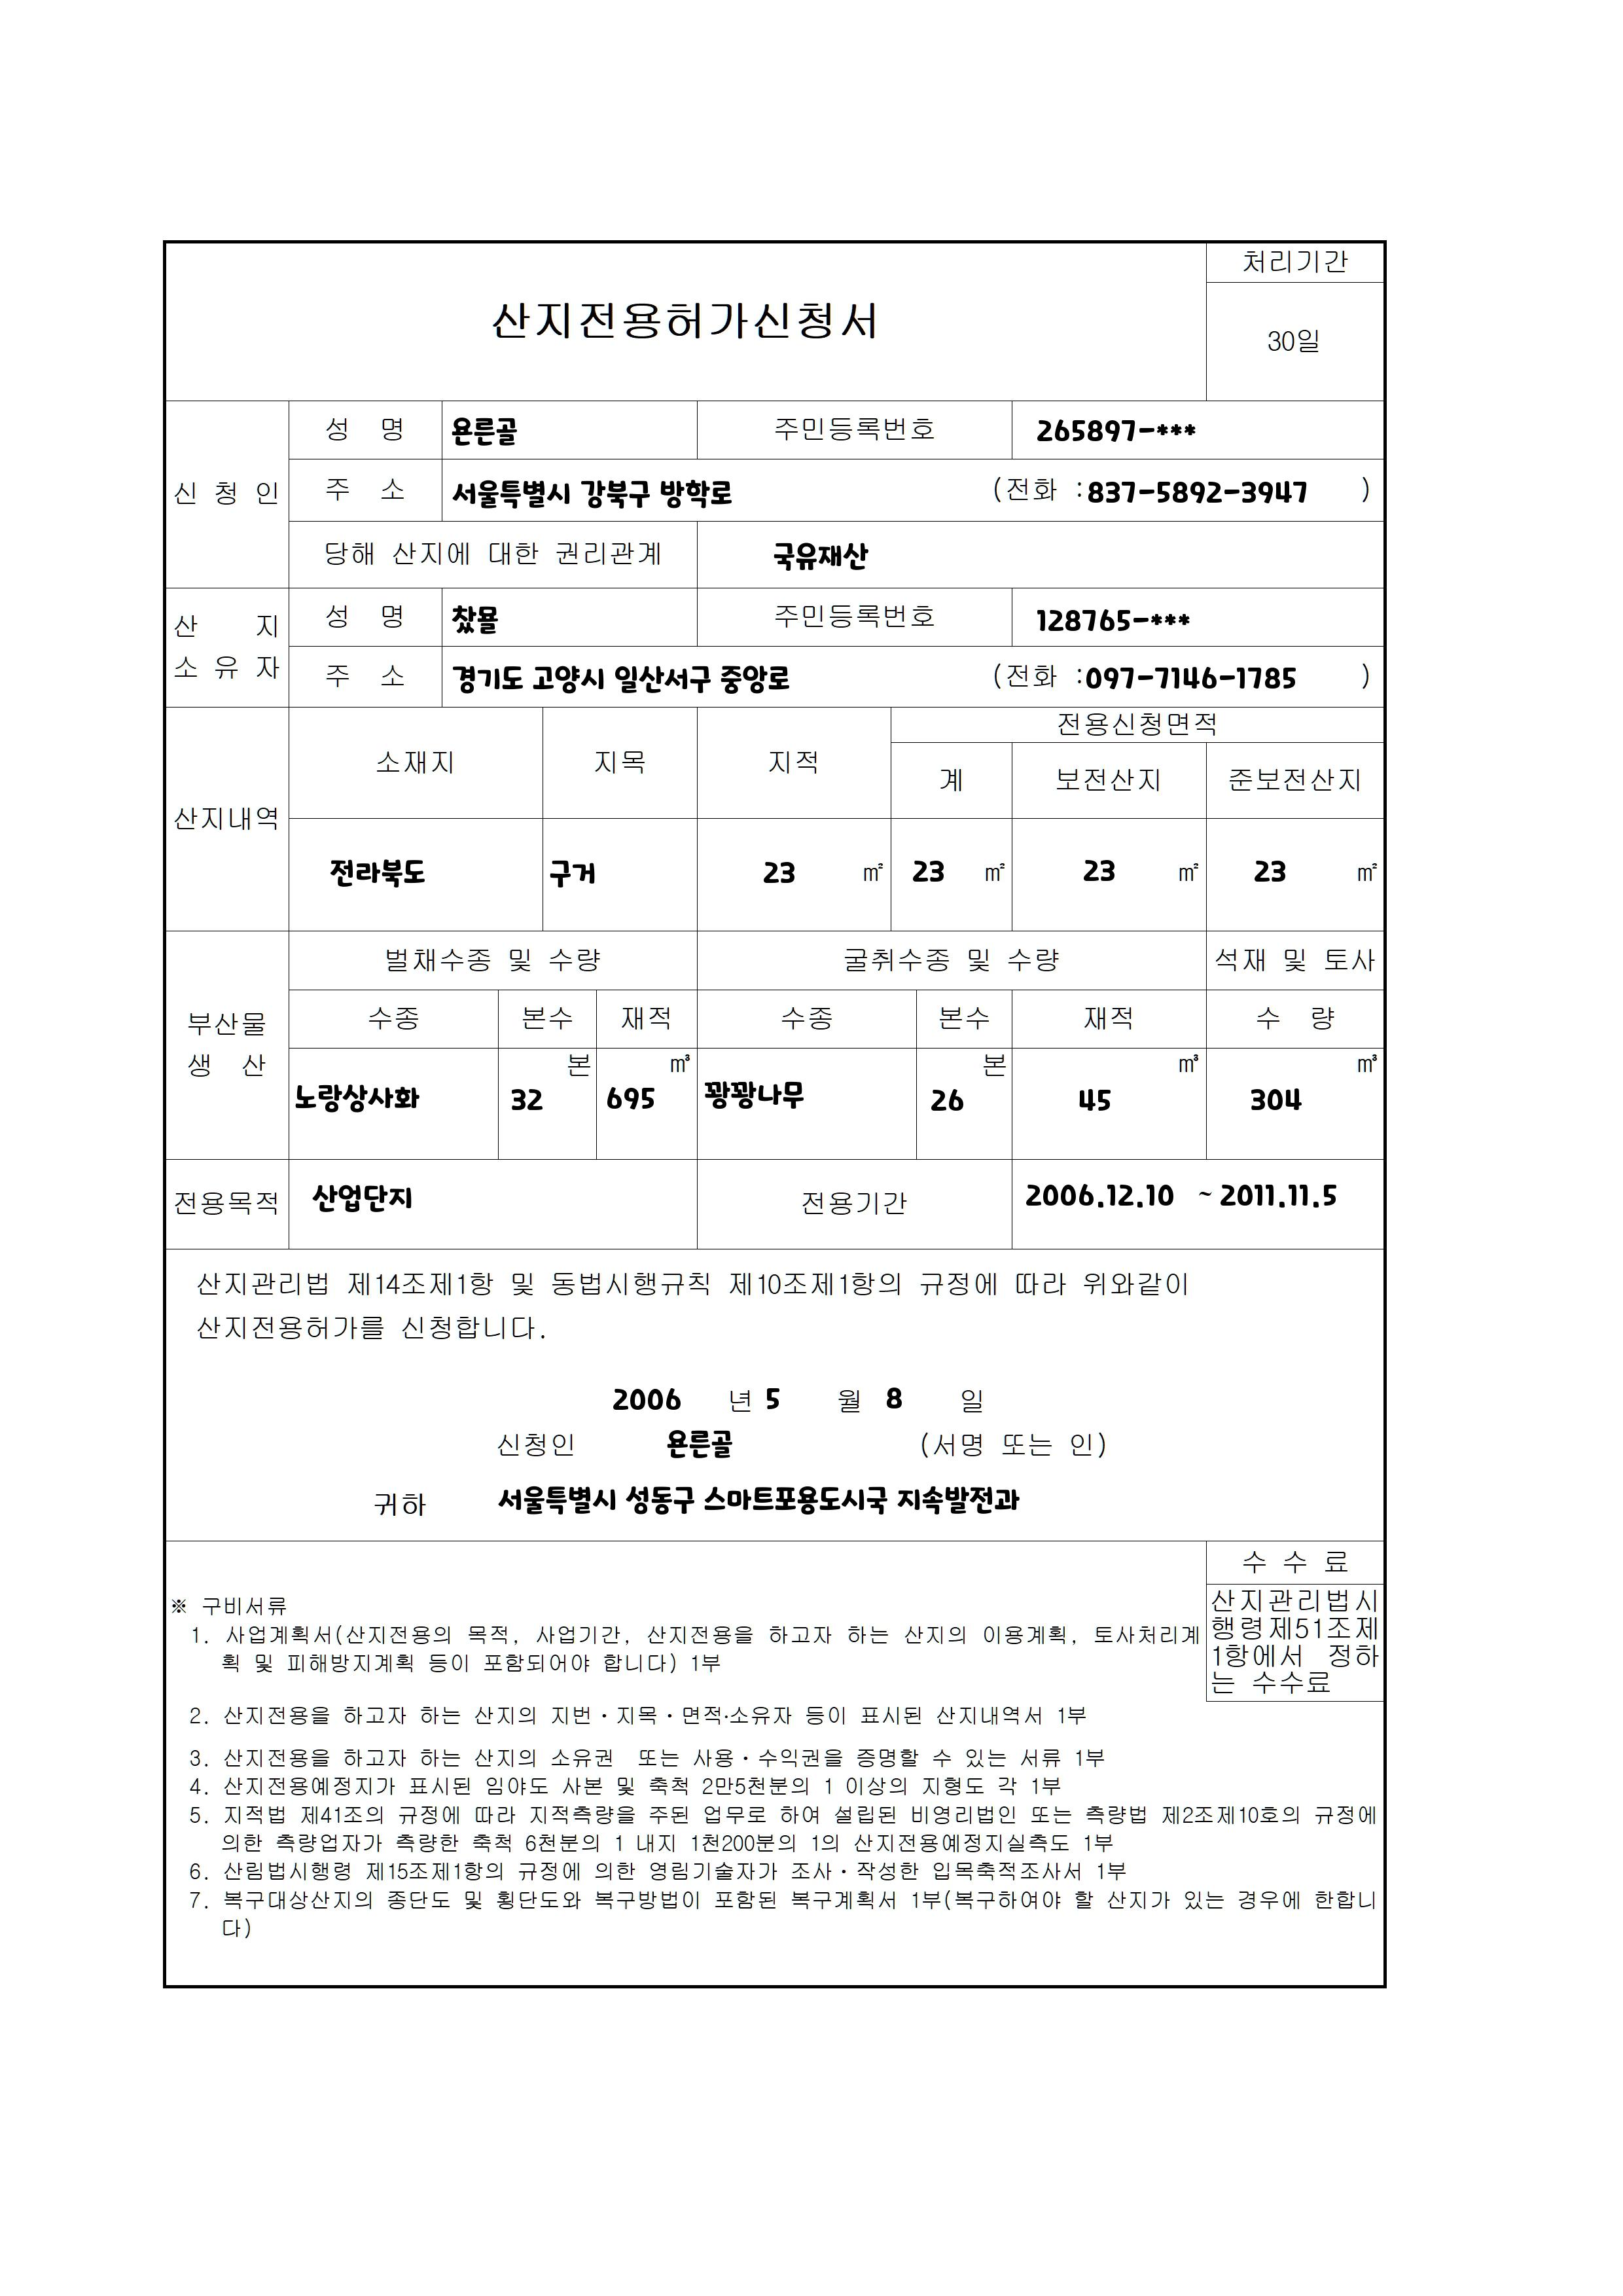 산지전용허가신청서
처리기간
30일
신 청 인
성 명 욘른골 주민등록번호 265897-***
주 소 서울특별시 강북구 방학로 (전화 :837-5892-3947 )
당해 산지에 대한 권리관계 국유재산
산 지
소 유 자
성 명 찼욜 주민등록번호 128765-***
주 소 경기도 고양시 일산서구 중앙로 (전화 :097-7146-1785 )
산지내역
소재지 지목 지적 전용신청면적
계 보전산지 준보전산지
전라북도 구거 23 ㎡ 23 ㎡ 23 ㎡ 23 ㎡
부산물
생 산
벌채수종 및 수량 굴취수종 및 수량 석재 및 토사
수종 본수 재적 수종 본수 재적 수 량
본 ㎥ 본 ㎥ ㎥
노랑상사화 32 695 꽝꽝나무 26 45 304
전용목적 산업단지 전용기간 2006.12.10 ~ 2011.11.5
산지관리법 제14조제1항 및 동법시행규칙 제10조제1항의 규정에 따라 위와같이
산지전용허가를 신청합니다.
2006 년 5 월 8 일
신청인 욘른골 (서명 또는 인)
귀하 서울특별시 성동구 스마트포용도시국 지속발전과
수 수 료
산지관리법시
행령제51조제
1항에서 정하
는 수수료
※ 구비서류
1. 사업계획서(산지전용의 목적, 사업기간, 산지전용을 하고자 하는 산지의 이용계획, 토사처리계
획 및 피해방지계획 등이 포함되어야 합니다) 1부
2. 산지전용을 하고자 하는 산지의 지번·지목·면적·소유자 등이 표시된 산지내역서 1부
3. 산지전용을 하고자 하는 산지의 소유권 또는 사용·수익권을 증명할 수 있는 서류 1부
4. 산지전용예정지가 표시된 임야도 사본 및 축척 2만5천분의 1 이상의 지형도 각 1부
5. 지적법 제41조의 규정에 따라 지적측량을 주된 업무로 하여 설립된 비영리법인 또는 측량법 제2조제10호의 규정에
의한 측량업자가 측량한 축척 6천분의 1 내지 1천200분의 1의 산지전용예정지실측도 1부
6. 산림법시행령 제15조제1항의 규정에 의한 영림기술자가 조사·작성한 입목축적조사서 1부
7. 복구대상산지의 종단도 및 횡단도와 복구방법이 포함된 복구계획서 1부(복구하여야 할 산지가 있는 경우에 한합니
다)